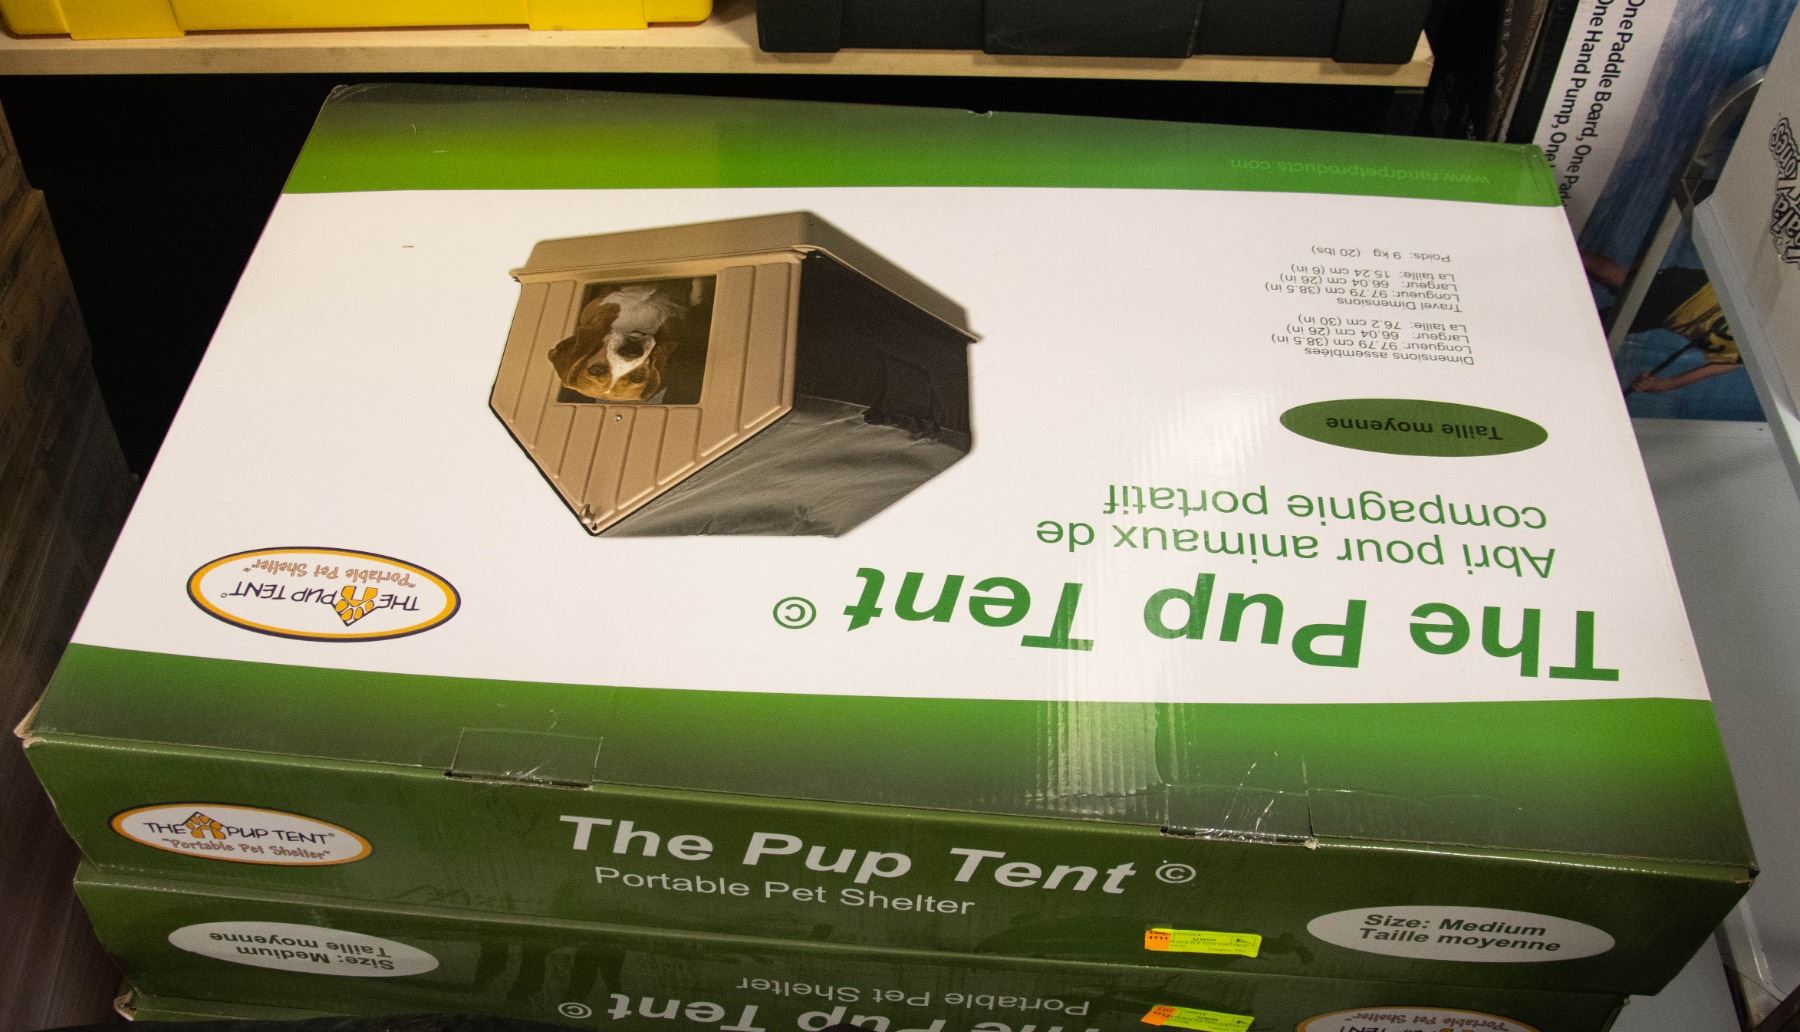 The Pup Tent ©
Abri pour animaux de
compagnie portatif
Taille moyenne
Dimensions assemblées
Longueur: 97.79 cm (38.5 in)
Largeur: 66.04 cm (26 in)
La taille: 76.2 cm (30 in)
Travel Dimensions
Longueur: 97.79 cm (38.5 in)
Largeur: 66.04 cm (26 in)
La taille: 15.24 cm (6 in)
Poids: 9 kg (20 lbs)
www.randrpetproducts.com
THE PUP TENT©
"Portable Pet Shelter"
THE PUP TENT©
"Portable Pet Shelter"
The Pup Tent ©
Portable Pet Shelter
Size: Medium
Taille moyenne
Size: Medium
Taille moyenne
The Pup Tent ©
Portable Pet Shelter
One Paddle Board, One
One Hand Pump, One